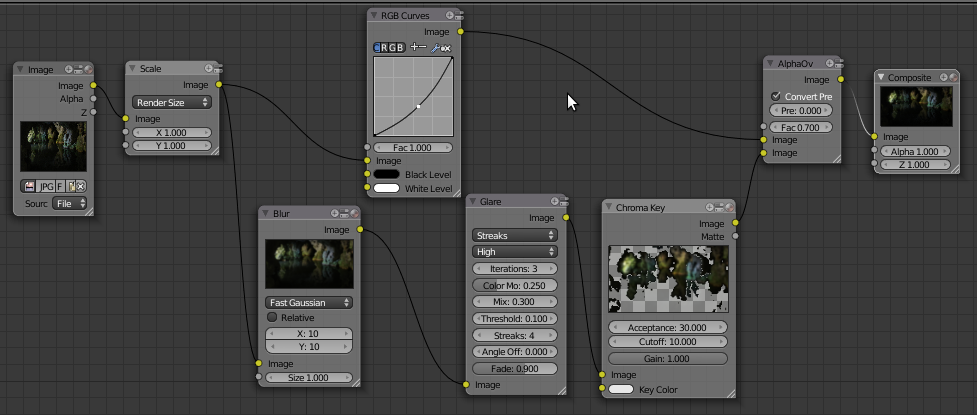 Image
Image
Alpha
Z
JPG F
Sourc File
Scale
Image
Render Size
Image
X 1.000
Y 1.000
RGB Curves
Image
C R G B
Fac 1.000
Image
Black Level
White Level
Blur
Image
Fast Gaussian
Relative
X: 10
Y: 10
Image
Size 1.000
Glare
Image
Streaks
High
Iterations: 3
Color Mo: 0.250
Mix: 0.300
Threshold: 0.100
Streaks: 4
Angle Off: 0.000
Fade: 0.900
Image
Chroma Key
Image
Matte
Acceptance: 30.000
Cutoff: 10.000
Gain: 1.000
Image
Key Color
AlphaOv
Image
Convert Pre
Pre: 0.000
Fac 0.700
Image
Image
Composite
Image
Alpha 1.000
Z 1.000